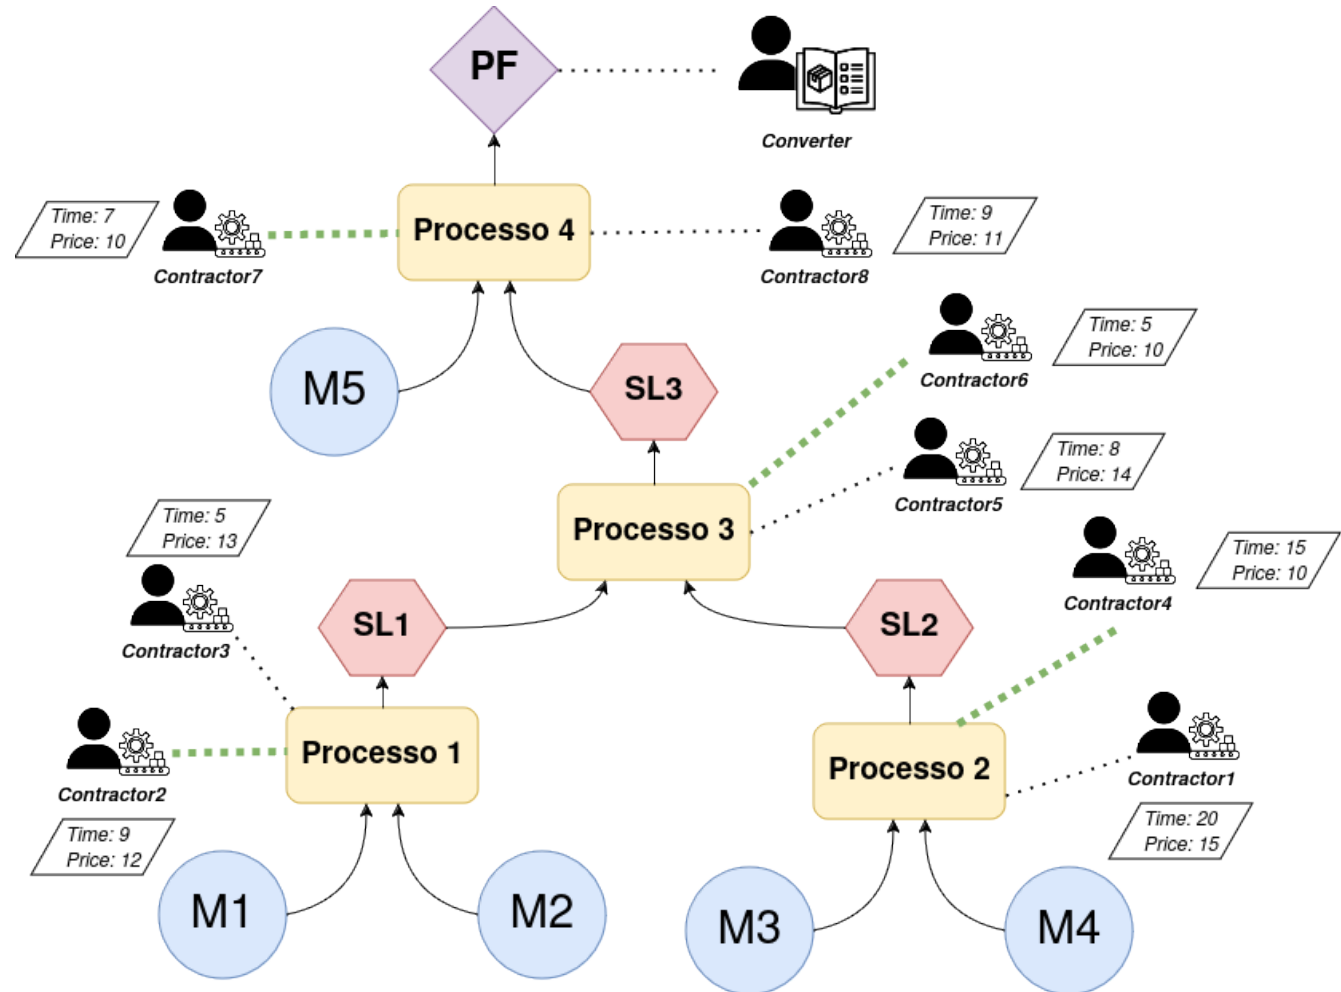 PF
Converter
Time: 7
Price: 10
Contractor7
Processo 4
Time: 9
Price: 11
Contractor8
Time: 5
Price: 10
Contractor6
M5
SL3
Time: 8
Price: 14
Contractor5
Time: 5
Price: 13
Processo 3
Time: 15
Price: 10
Contractor4
Contractor3
SL1
SL2
Contractor2
Time: 9
Price: 12
Processo 1
Processo 2
Contractor1
Time: 20
Price: 15
M1
M2
M3
M4